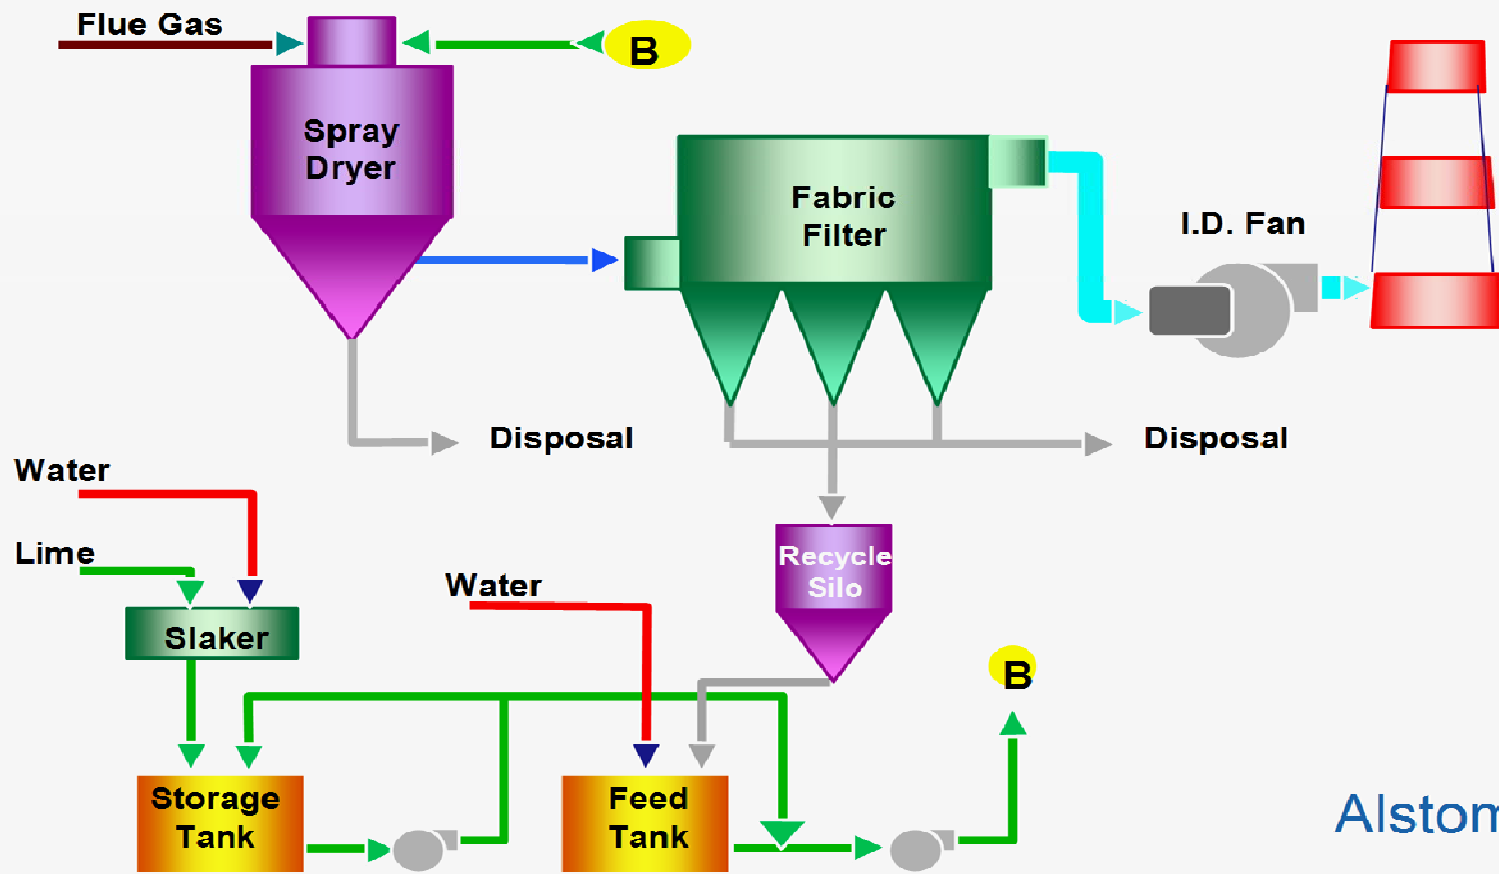 Flue Gas
B
Spray
Dryer
Fabric
Filter
I.D. Fan
Disposal
Disposal
Water
Lime
Slaker
Water
Recycle
Silo
B
Storage
Tank
Feed
Tank
Alstom